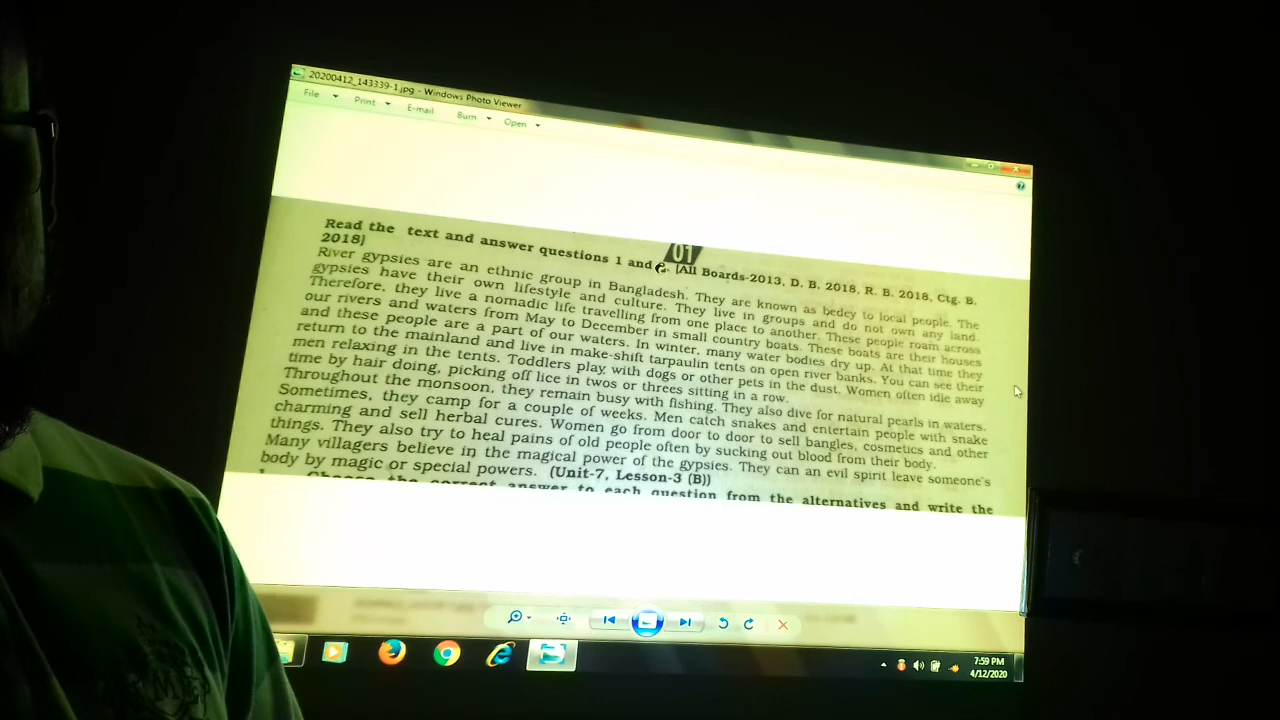 20200412_143339-1.jpg - Windows Photo Viewer
File Print E-mail Burn Open
01
Read the text and answer questions 1 and 2. [All Boards-2013, D. B. 2018, R. B. 2018, Ctg. B.
2018]
River gypsies are an ethnic group in Bangladesh. They are known as bedey to local people. The
gypsies have their own lifestyle and culture. They live in groups and do not own any land.
Therefore, they live a nomadic life travelling from one place to another. These people roam across
our rivers and waters from May to December in small country boats. These boats are their houses
and these people are a part of our waters. In winter, many water bodies dry up. At that time they
return to the mainland and live in make-shift tarpaulin tents on open river banks. You can see their
men relaxing in the tents. Toddlers play with dogs or other pets in the dust. Women often idle away
time by hair doing, picking off lice in twos or threes sitting in a row.
Throughout the monsoon, they remain busy with fishing. They also dive for natural pearls in waters.
Sometimes, they camp for a couple of weeks. Men catch snakes and entertain people with snake
charming and sell herbal cures. Women go from door to door to sell bangles, cosmetics and other
things. They also try to heal pains of old people often by sucking out blood from their body.
Many villagers believe in the magical power of the gypsies. They can an evil spirit leave someone's
body by magic or special powers. (Unit-7, Lesson-3 (B))
Choose the correct answer to each question from the alternatives and write the
7:59 PM
4/12/2020